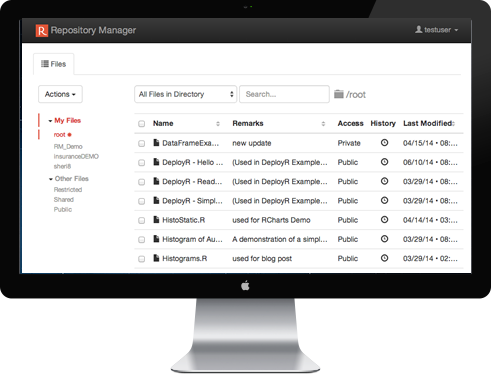 R Repository Manager
testuser
Files
Actions
All Files in Directory
Search...
/root
My Files
root
RM_Demo
insuranceDEMO
sheri8
Other Files
Restricted
Shared
Public
Name Remarks Access History Last Modified
DataFrameExa... new update Private 04/15/14 • 08:...
DeployR - Hello ... (Used in DeployR Example... Public 06/10/14 • 08:...
DeployR - Read... (Used in DeployR Example... Public 03/29/14 • 08:...
DeployR - Simpl... (Used in DeployR Example... Public 03/29/14 • 08:...
HistoStatic.R used for RCharts Demo Public 04/14/14 • 03:...
Histogram of Au... A demonstration of a simpl... Public 03/29/14 • 08:...
Histograms.R used for blog post Public 03/29/14 • 02:...